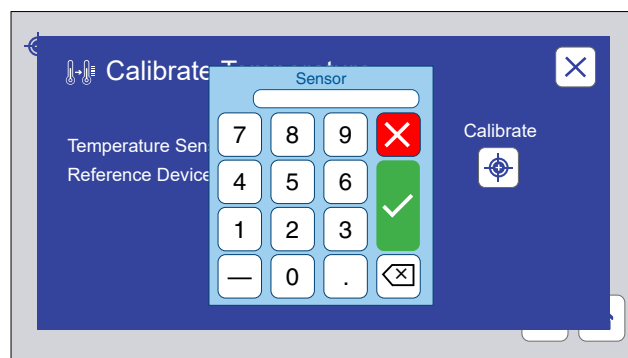 Calibrate
Sensor
Temperature Sen
Reference Device
Calibrate
7 8 9
4 5 6
1 2 3
— 0 .